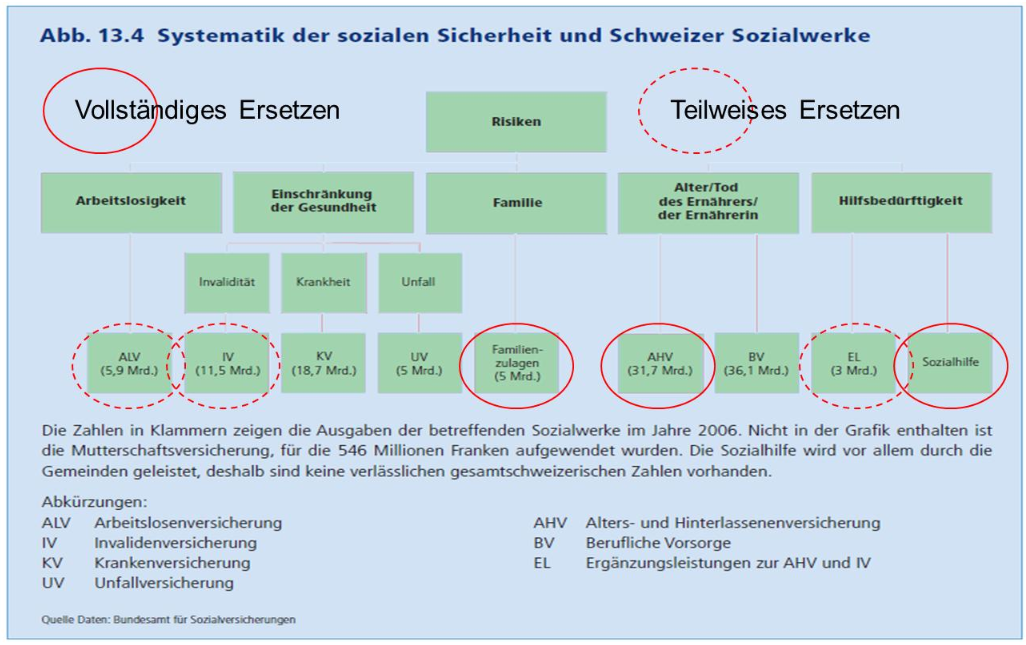 Abb. 13.4 Systematik der sozialen Sicherheit und Schweizer Sozialwerke
Vollständiges Ersetzen
Teilweises Ersetzen
Risiken
Arbeitslosigkeit
Einschränkung
der Gesundheit
Familie
Alter/Tod
des Ernährers/
der Ernährerin
Hilfsbedürftigkeit
Invalidität
Krankheit
Unfall
ALV
(5,9 Mrd.)
IV
(11,5 Mrd.)
KV
(18,7 Mrd.)
UV
(5 Mrd.)
Familien-
zulagen
(5 Mrd.)
AHV
(31,7 Mrd.)
BV
(36,1 Mrd.)
EL
(3 Mrd.)
Sozialhilfe
Die Zahlen in Klammern zeigen die Ausgaben der betreffenden Sozialwerke im Jahre 2006. Nicht in der Grafik enthalten ist
die Mutterschaftsversicherung, für die 546 Millionen Franken aufgewendet wurden. Die Sozialhilfe wird vor allem durch die
Gemeinden geleistet, deshalb sind keine verlässlichen gesamtschweizerischen Zahlen vorhanden.
Abkürzungen:
ALV Arbeitslosenversicherung
IV Invalidenversicherung
KV Krankenversicherung
UV Unfallversicherung
AHV Alters- und Hinterlassenenversicherung
BV Berufliche Vorsorge
EL Ergänzungsleistungen zur AHV und IV
Quelle Daten: Bundesamt für Sozialversicherungen